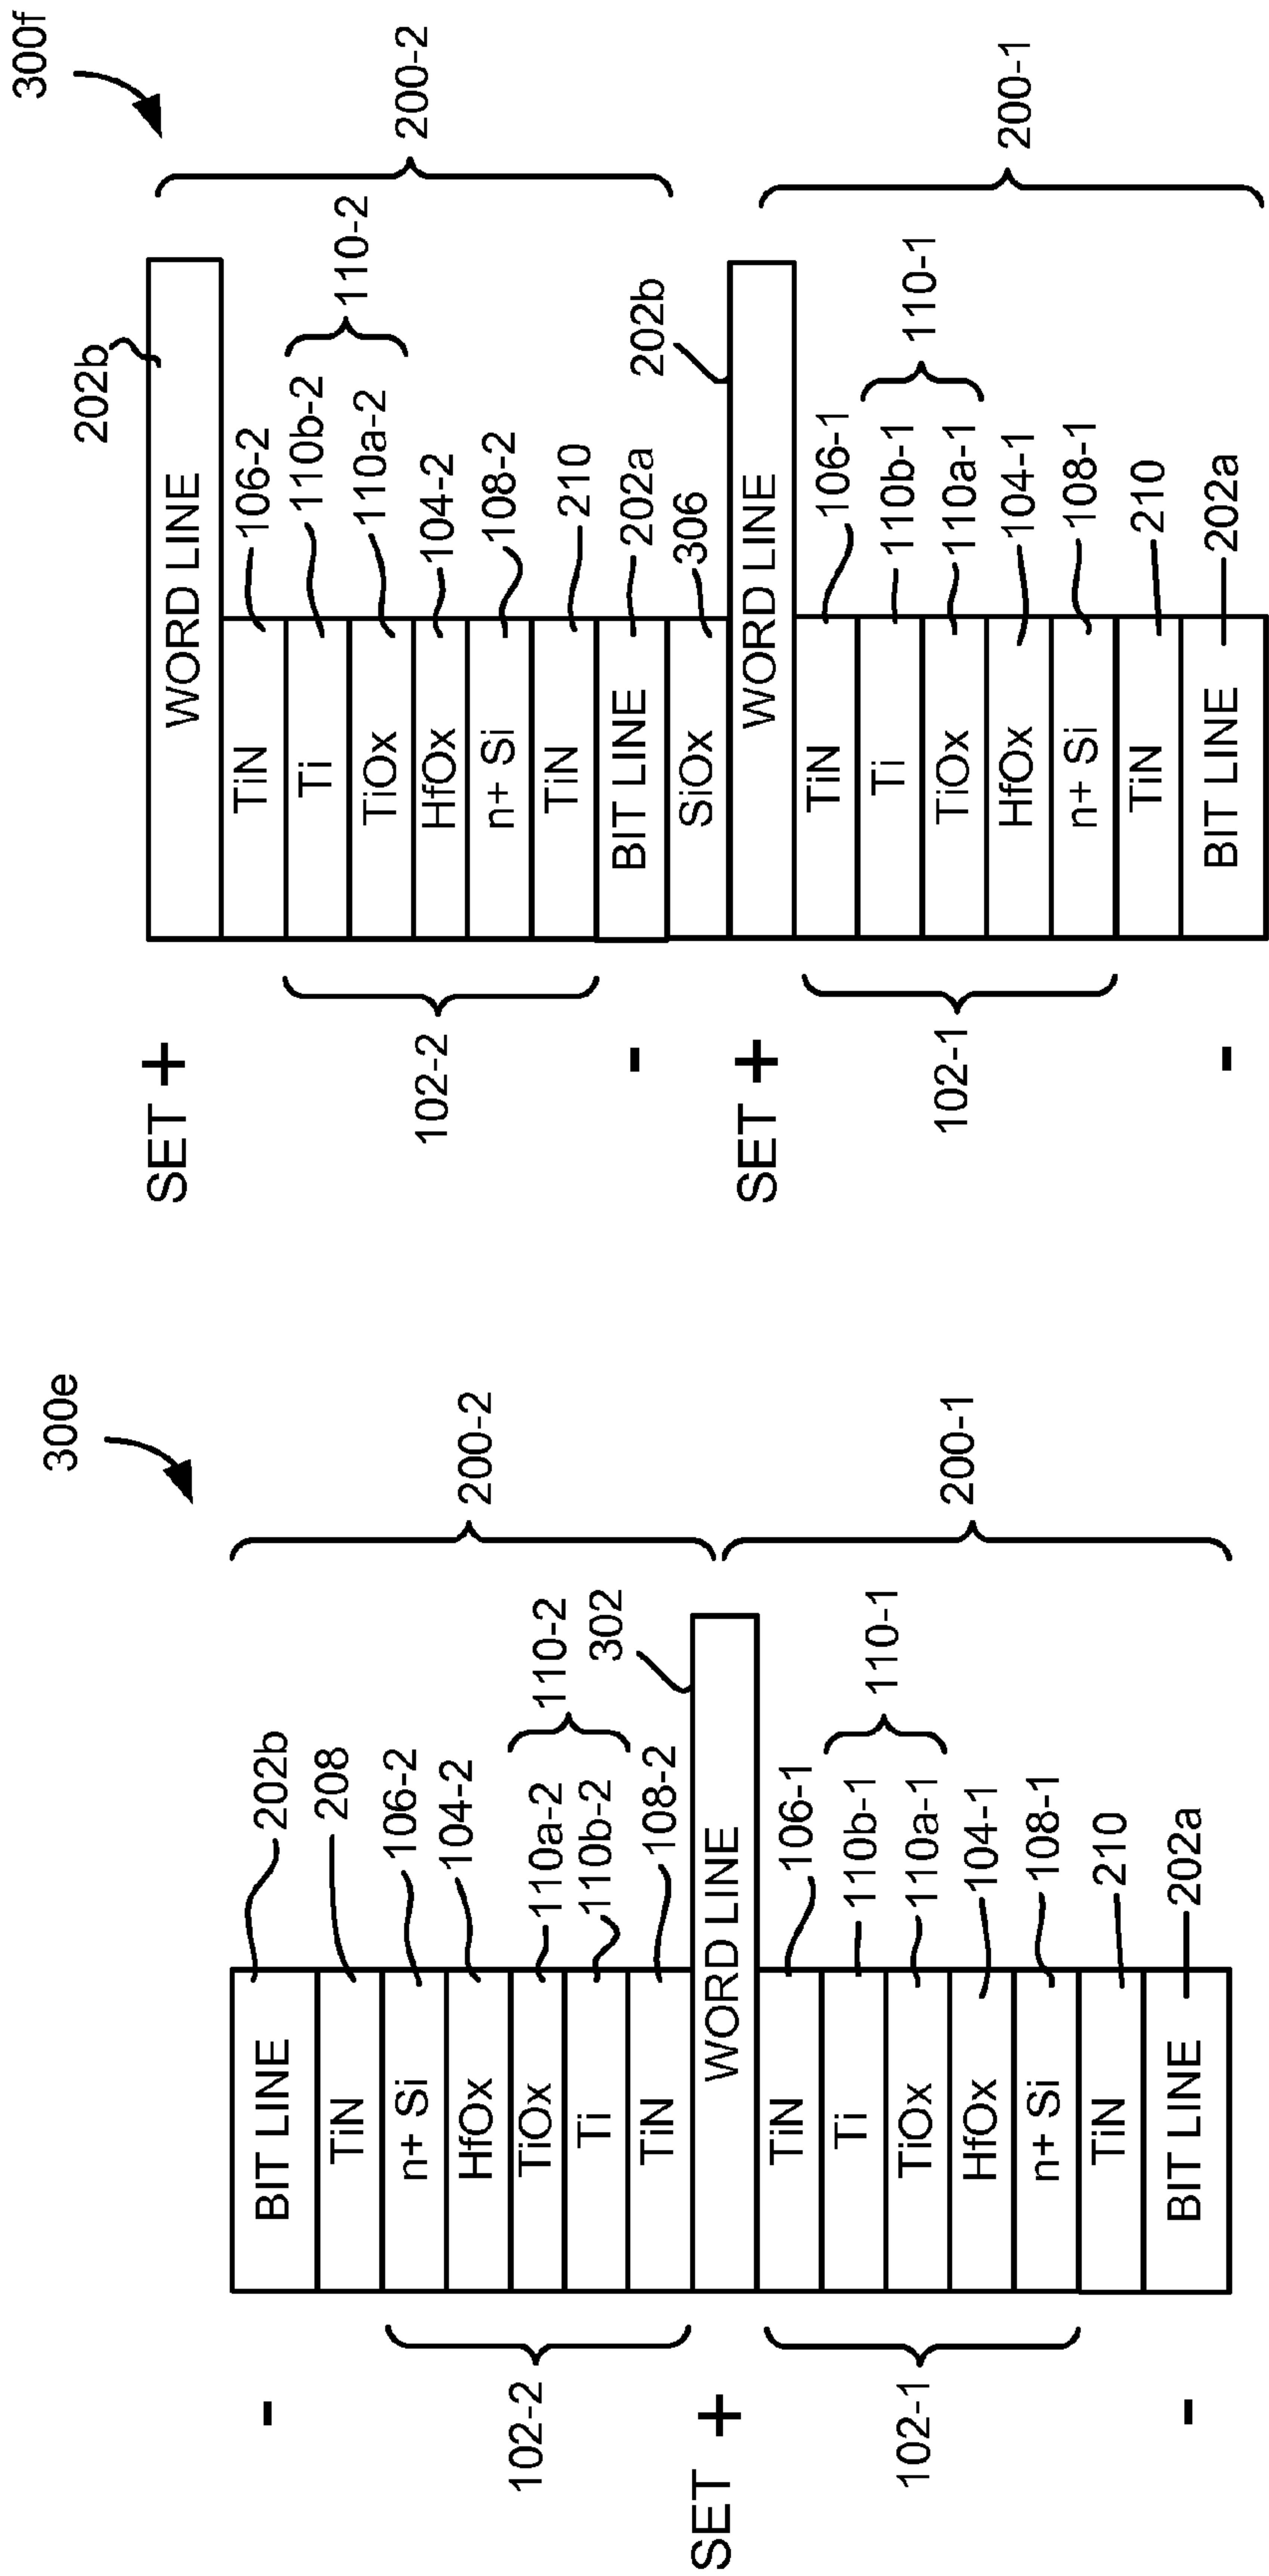 300e
BIT LINE
202b
TiN
208
n+ Si
106-2
HfOx
104-2
TiOx
110a-2
Ti
110b-2
110-2
TiN
108-2
WORD LINE
302
TiN
106-1
Ti
110b-1
110-1
TiOx
110a-1
HfOx
104-1
n+ Si
108-1
TiN
210
BIT LINE
202a
200-2
200-1
-
102-2
SET +
102-1
-
300f
WORD LINE
202b
TiN
106-2
Ti
110b-2
110-2
TiOx
110a-2
HfOx
104-2
n+ Si
108-2
TiN
210
BIT LINE
202a
SiOx
306
WORD LINE
202b
TiN
106-1
Ti
110b-1
110-1
TiOx
110a-1
HfOx
104-1
n+ Si
108-1
TiN
210
BIT LINE
202a
200-2
200-1
SET +
102-2
-
SET +
102-1
-